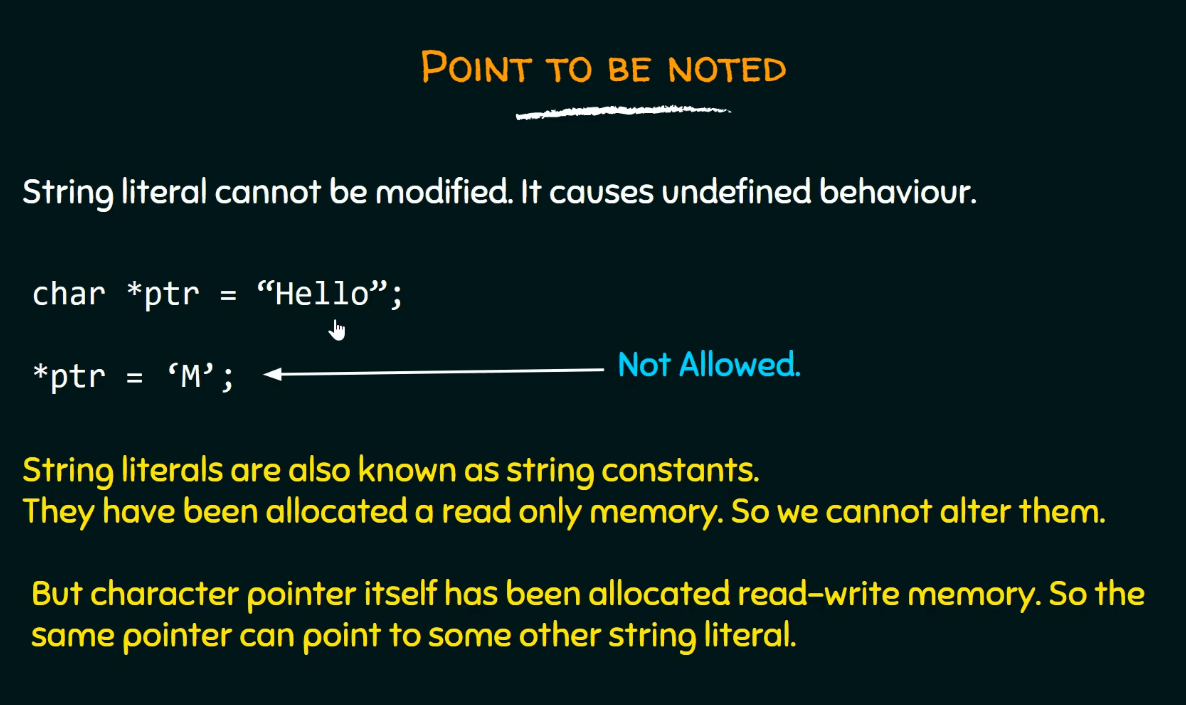 POINT TO BE NOTED
String literal cannot be modified. It causes undefined behaviour.
char *ptr = “Hello”;
*ptr = ‘M’;
Not Allowed.
String literals are also known as string constants.
They have been allocated a read only memory. So we cannot alter them.
But character pointer itself has been allocated read-write memory. So the
same pointer can point to some other string literal.